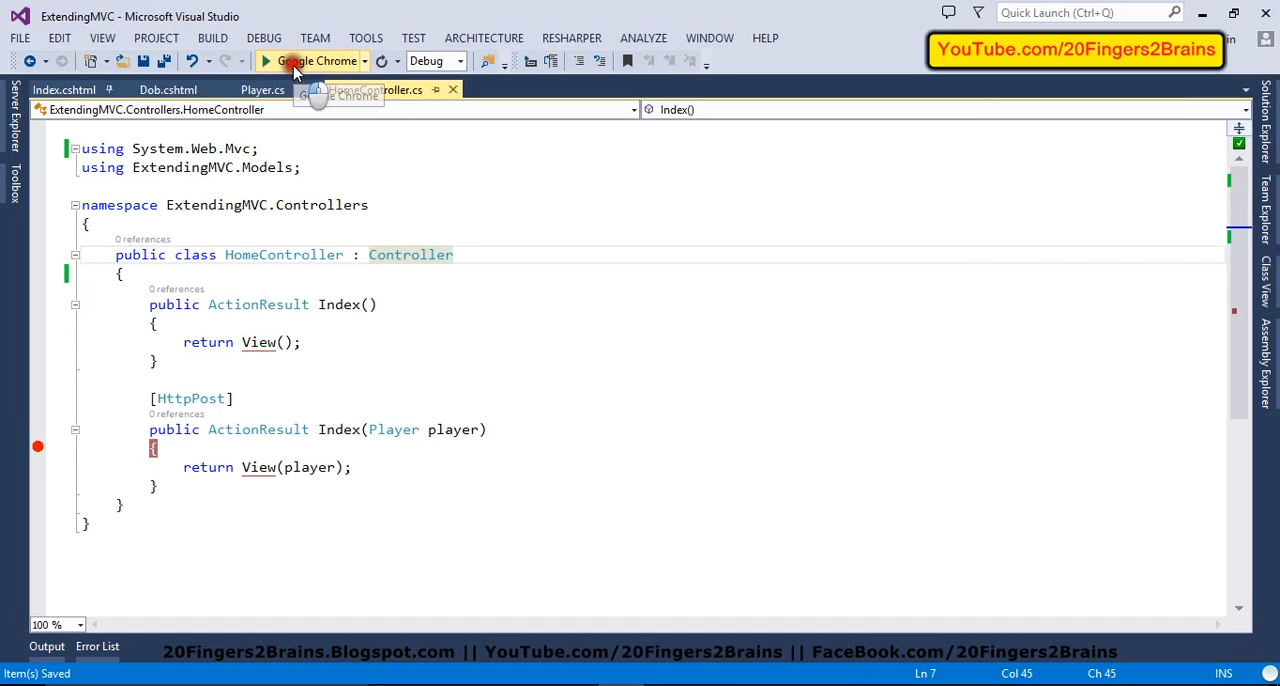 ExtendingMVC - Microsoft Visual Studio
Quick Launch (Ctrl+Q)
FILE EDIT VIEW PROJECT BUILD DEBUG TEAM TOOLS TEST ARCHITECTURE RESHARPER ANALYZE WINDOW HELP
in
YouTube.com/20Fingers2Brains
Google Chrome Debug
Index.cshtml Dob.cshtml Player.cs HomeController.cs
Google Chrome
ExtendingMVC.Controllers.HomeController Index()
Server Explorer
Toolbox
Solution Explorer
Team Explorer
Class View
Assembly Explorer
using System.Web.Mvc;
using ExtendingMVC.Models;
namespace ExtendingMVC.Controllers
{
0 references
public class HomeController : Controller
{
0 references
public ActionResult Index()
{
return View();
}
[HttpPost]
0 references
public ActionResult Index(Player player)
{
return View(player);
}
}
}
100 %
Output Error List
20Fingers2Brains.Blogspot.com || YouTube.com/20Fingers2Brains || FaceBook.com/20Fingers2Brains
Item(s) Saved Ln 7 Col 45 Ch 45 INS